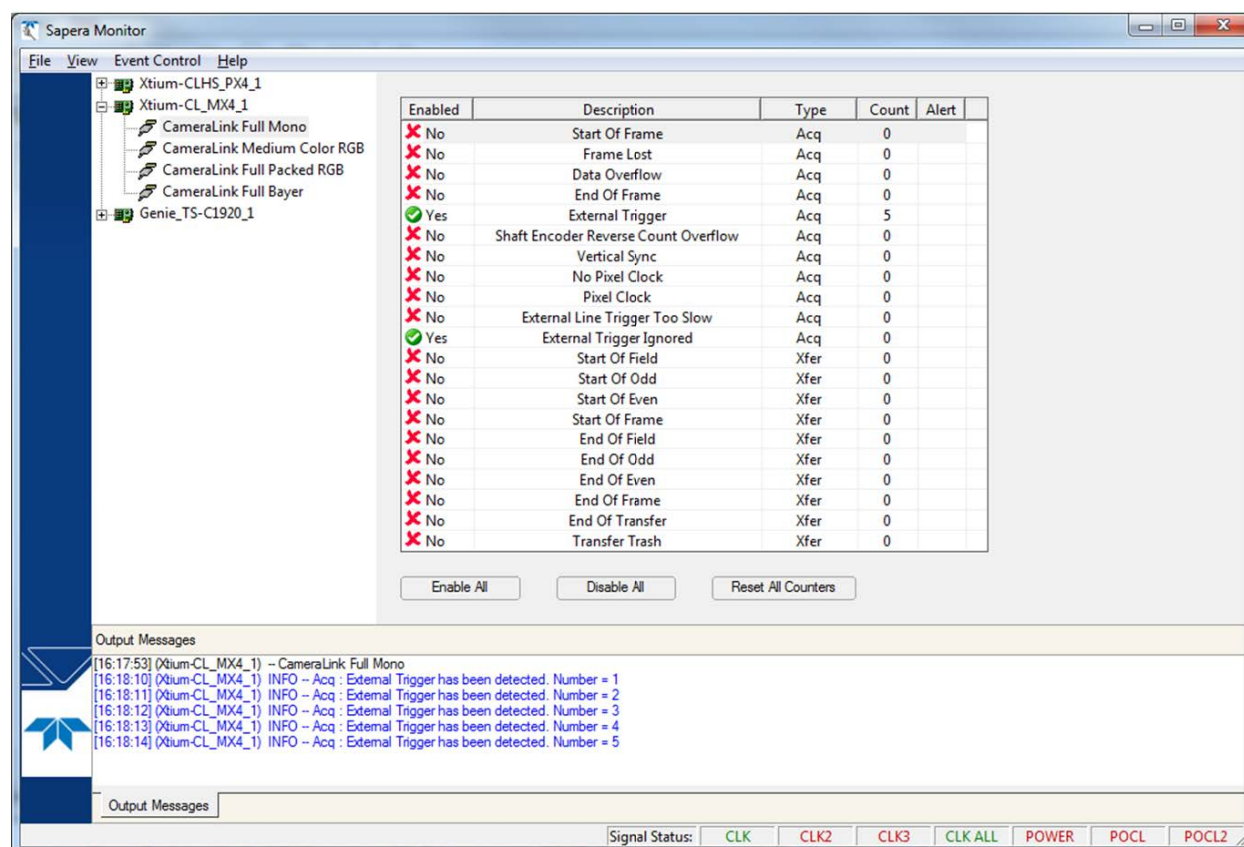 Sapera Monitor
File View Event Control Help
Xtium-CLHS_PX4_1
Xtium-CL_MX4_1
CameraLink Full Mono
CameraLink Medium Color RGB
CameraLink Full Packed RGB
CameraLink Full Bayer
Genie_TS-C1920_1
Enabled Description Type Count Alert
No Start Of Frame Acq 0
No Frame Lost Acq 0
No Data Overflow Acq 0
No End Of Frame Acq 0
Yes External Trigger Acq 5
No Shaft Encoder Reverse Count Overflow Acq 0
No Vertical Sync Acq 0
No No Pixel Clock Acq 0
No Pixel Clock Acq 0
No External Line Trigger Too Slow Acq 0
Yes External Trigger Ignored Acq 0
No Start Of Field Xfer 0
No Start Of Odd Xfer 0
No Start Of Even Xfer 0
No Start Of Frame Xfer 0
No End Of Field Xfer 0
No End Of Odd Xfer 0
No End Of Even Xfer 0
No End Of Frame Xfer 0
No End Of Transfer Xfer 0
No Transfer Trash Xfer 0
Enable All Disable All Reset All Counters
Output Messages
[16:17:53] (Xtium-CL_MX4_1) -- CameraLink Full Mono
[16:18:10] (Xtium-CL_MX4_1) INFO -- Acq : External Trigger has been detected. Number = 1
[16:18:11] (Xtium-CL_MX4_1) INFO -- Acq : External Trigger has been detected. Number = 2
[16:18:12] (Xtium-CL_MX4_1) INFO -- Acq : External Trigger has been detected. Number = 3
[16:18:13] (Xtium-CL_MX4_1) INFO -- Acq : External Trigger has been detected. Number = 4
[16:18:14] (Xtium-CL_MX4_1) INFO -- Acq : External Trigger has been detected. Number = 5
Output Messages
Signal Status: CLK CLK2 CLK3 CLK ALL POWER POCL POCL2